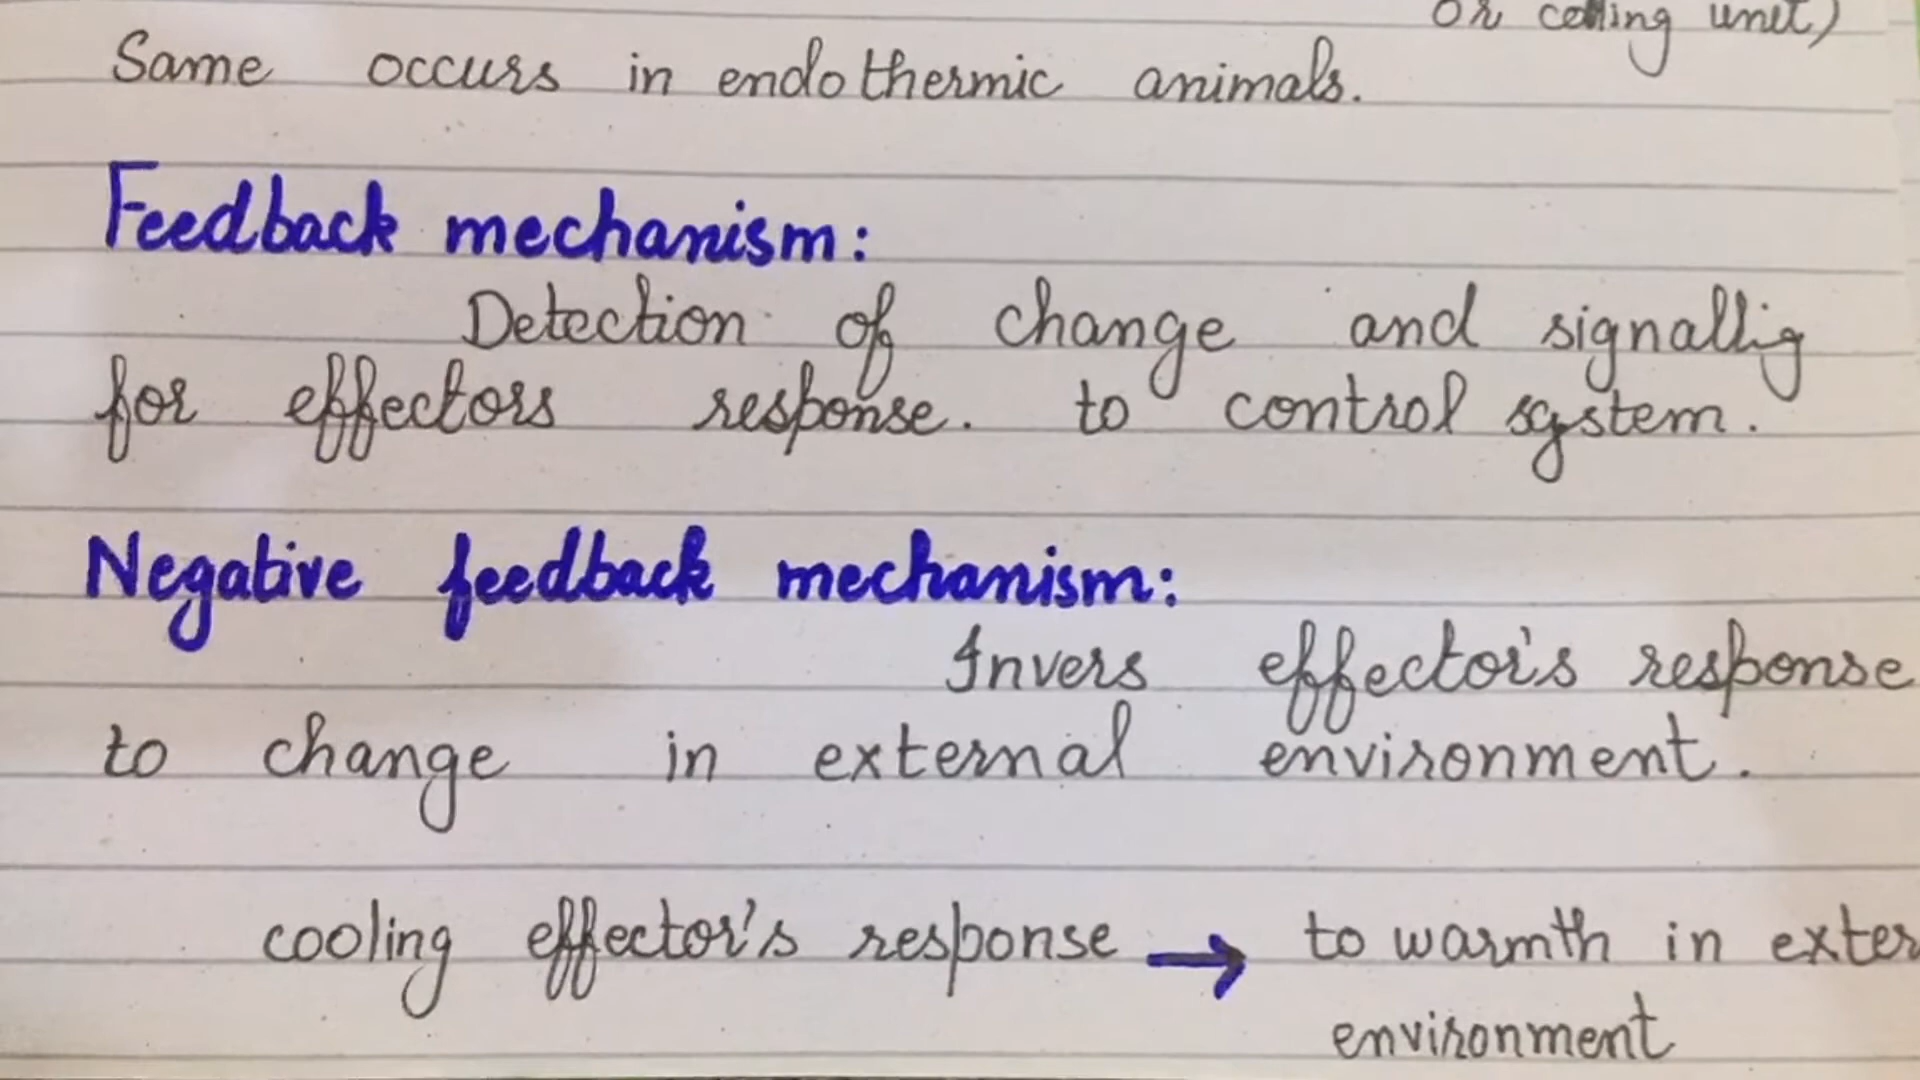 or celling unit)
Same occurs in endothermic animals.
Feedback mechanism:
Detection of change and signallig
for effectors response. to control system.
Negative feedback mechanism:
Invers effector's response
to change in external environment.
cooling effector's response → to warmth in exter
environment